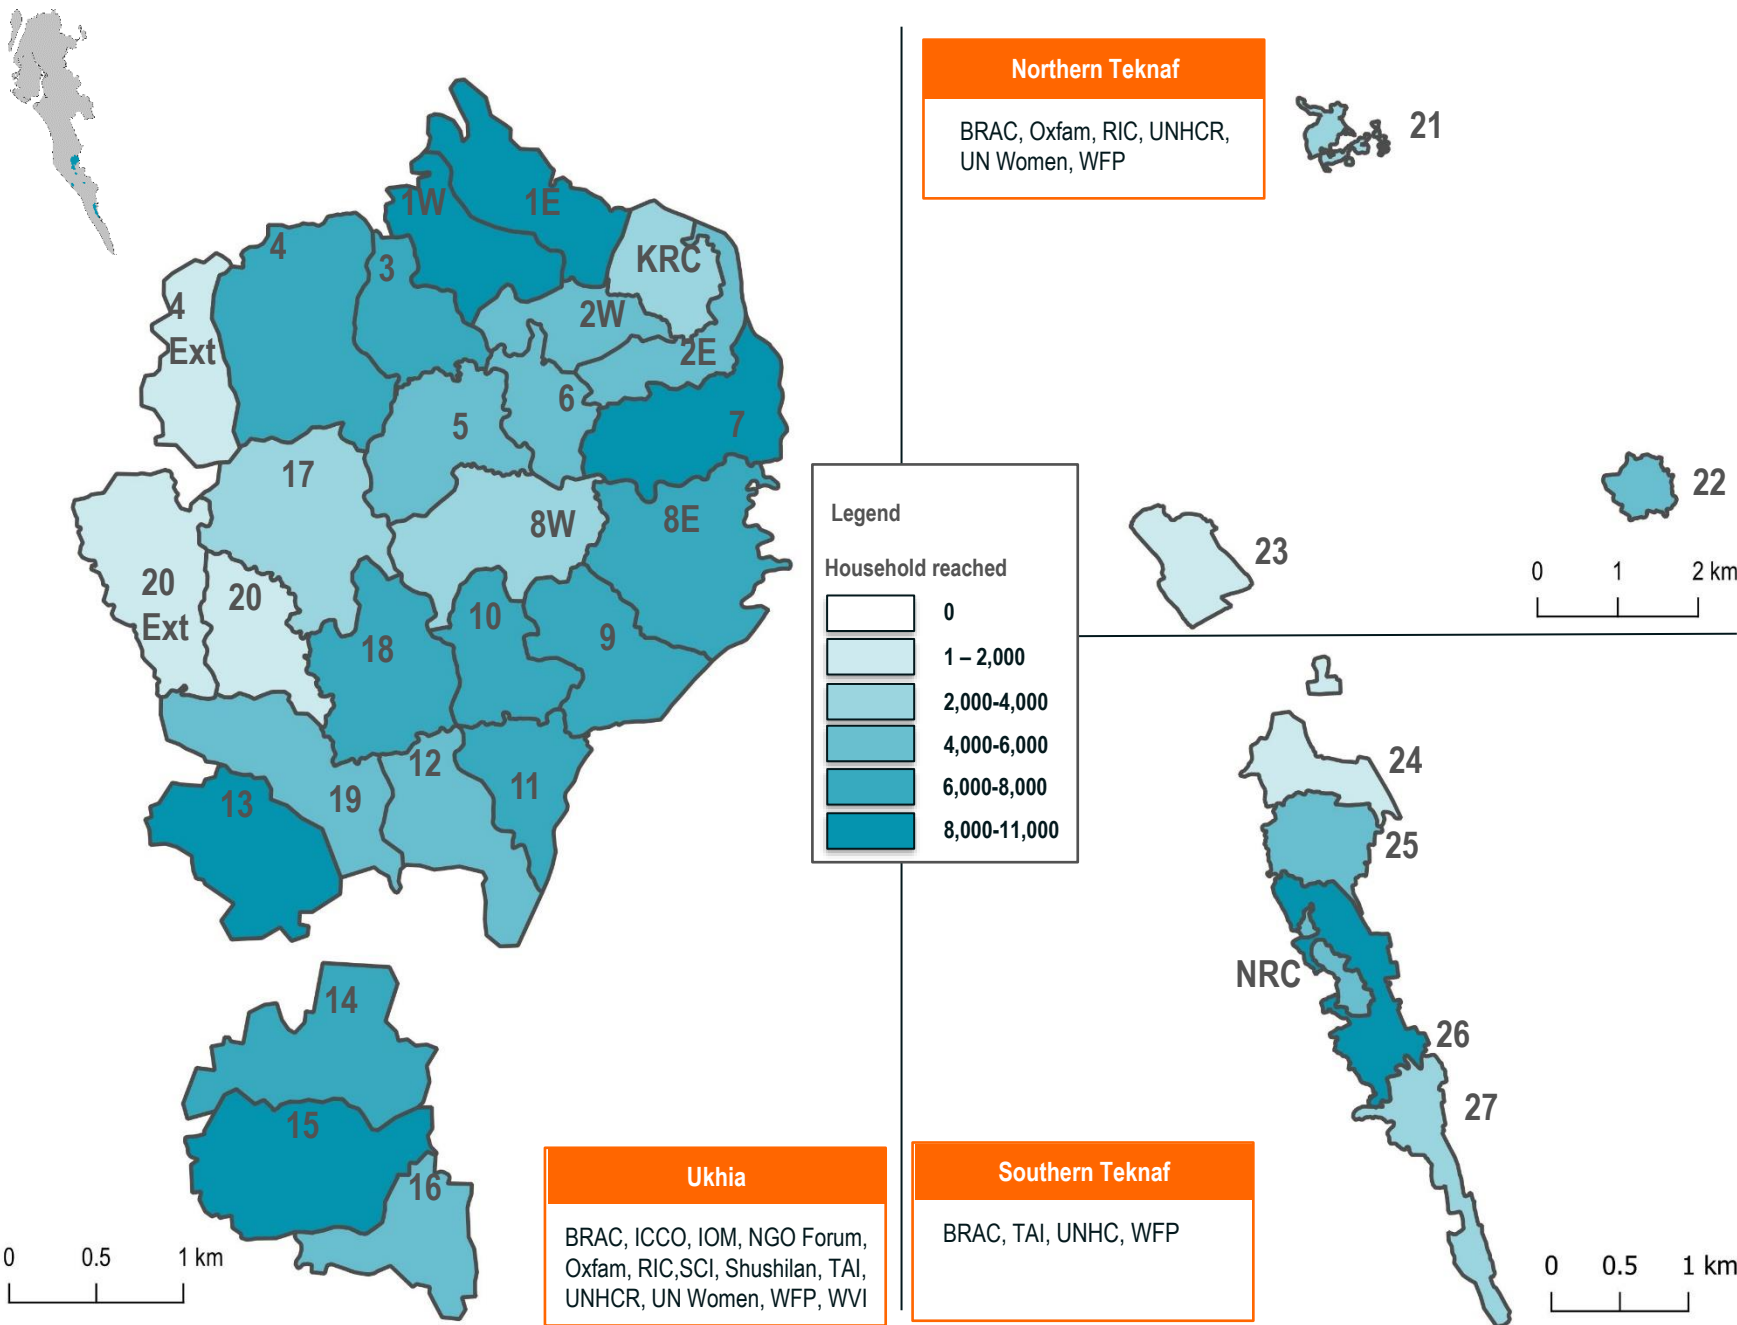 Northern Teknaf
BRAC, Oxfam, RIC, UNHCR,
UN Women, WFP
21
22
23
0 1 2 km
1W
1E
KRC
4
3
4
Ext
2W
2E
6
5
7
17
8W
8E
20
Ext
20
18
10
9
12
11
19
13
14
15
16
0 0.5 1 km
Legend
Household reached
0
1 – 2,000
2,000-4,000
4,000-6,000
6,000-8,000
8,000-11,000
24
25
NRC
26
27
0 0.5 1 km
Ukhia
BRAC, ICCO, IOM, NGO Forum,
Oxfam, RIC,SCI, Shushilan, TAI,
UNHCR, UN Women, WFP, WVI
Southern Teknaf
BRAC, TAI, UNHC, WFP